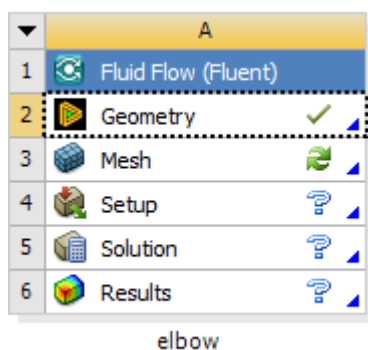 A
1 Fluid Flow (Fluent)
2 Geometry
3 Mesh
4 Setup ?
5 Solution ?
6 Results ?
elbow